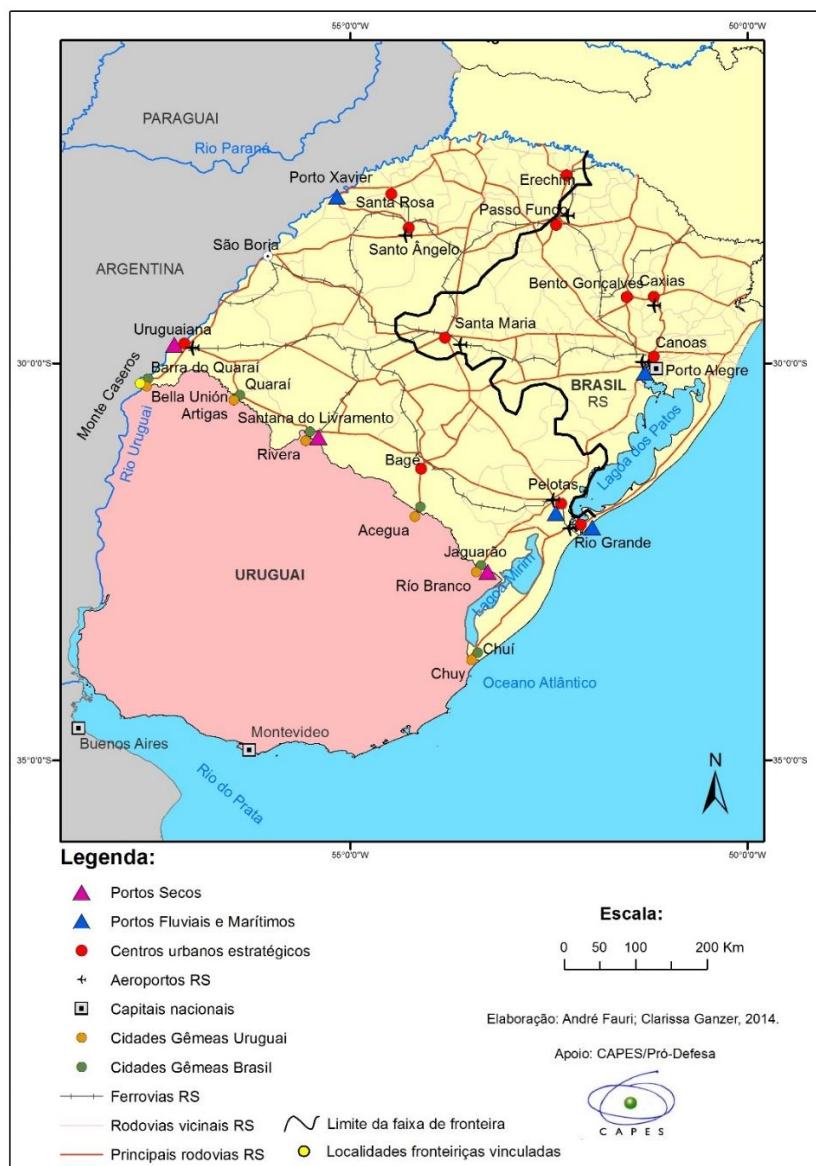 55°0'0"S
50°0'0"O
PARAGUAI
Rio Paraná
Porto Xavier
Santa Rosa
Erechim
Passo Fundo
Santo Ângelo
São Borja
ARGENTINA
Bento Gonçalves
Caxias
Uruguaiana
Santa Maria
Canoas
30°0'0"S
30°0'0"S
Barra do Quaraí
Porto Alegre
Monte Caseros
Bella Unión
Quaraí
BRASIL
RS
Artigas
Santana do Livramento
Rio Uruguai
Rivera
Bagé
Lagoa dos Patos
Pelotas
Acegua
Rio Grande
Jaguarão
URUGUAI
Río Branco
Lagoa Mirim
Chuí
Chuy
Oceano Atlântico
Montevideo
Buenos Aires
35°0'0"S
35°0'0"S
Rio do Prata
N
Legenda:
Portos Secos
Portos Fluviais e Marítimos
Centros urbanos estratégicos
Aeroportos RS
Capitais nacionais
Cidades Gêmeas Uruguai
Cidades Gêmeas Brasil
Ferrovias RS
Rodovias vicinais RS
Principais rodovias RS
Limite da faixa de fronteira
Localidades fronteiriças vinculadas
Escala:
0 50 100 200 Km
Elaboração: André Fauri; Clarissa Ganzer, 2014.
Apoio: CAPES/Pró-Defesa
CAPES